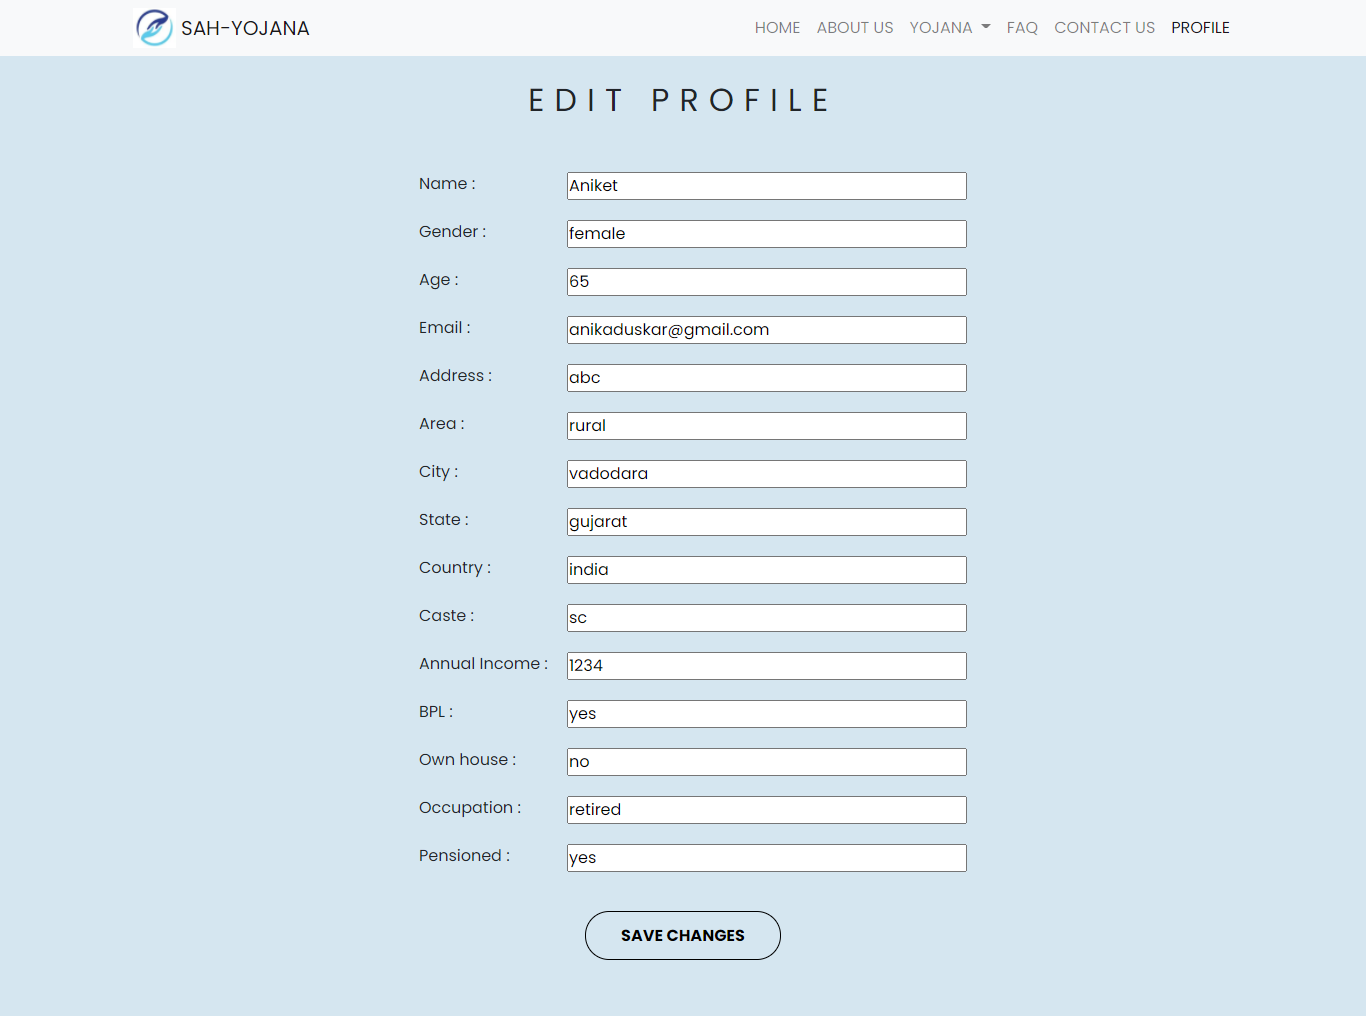 SAH-YOJANA HOME ABOUT US YOJANA FAQ CONTACT US PROFILE
EDIT PROFILE
Name : Aniket
Gender : female
Age : 65
Email : anikaduskar@gmail.com
Address : abc
Area : rural
City : vadodara
State : gujarat
Country : india
Caste : sc
Annual Income : 1234
BPL : yes
Own house : no
Occupation : retired
Pensioned : yes
SAVE CHANGES